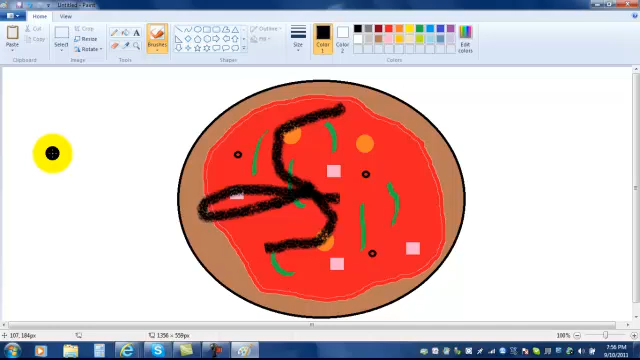 Untitled - Paint
Home View
Paste
Cut
Copy
Select
Crop
Resize
Rotate
Brushes
Outline
Fill
Size
Color 1
Color 2
Edit colors
Clipboard Image Tools Shapes Colors
107, 184px
1356 × 559px
100%
7:56 PM
9/10/2011